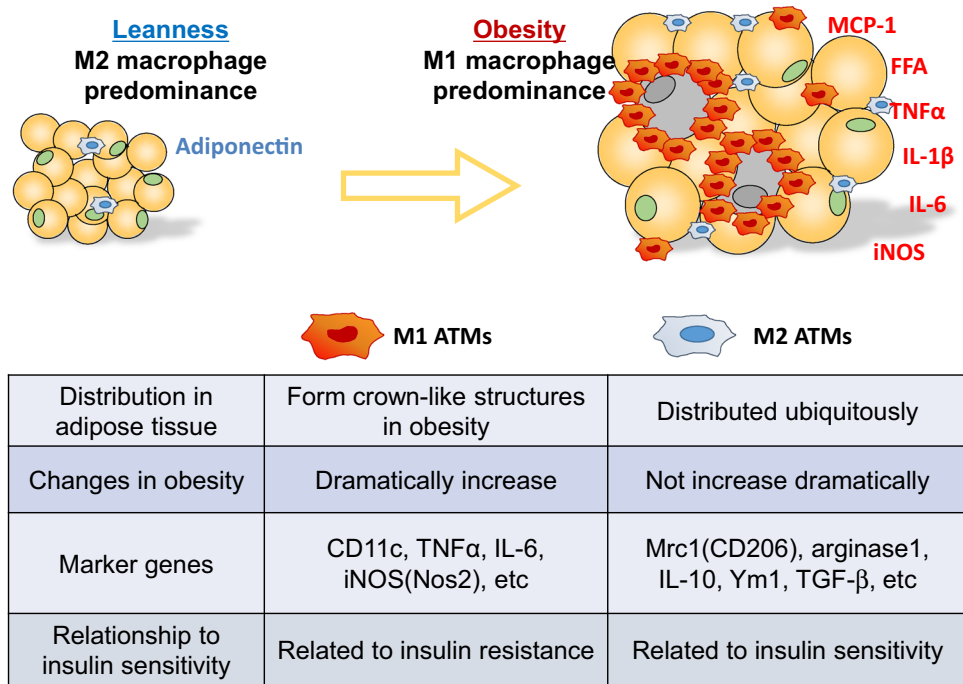 Leanness
M2 macrophage
predominance
Adiponectin
Obesity
M1 macrophage
predominance
MCP-1
FFA
TNFα
IL-1β
IL-6
iNOS
M1 ATMs
M2 ATMs
Distribution in
adipose tissue
Form crown-like structures
in obesity
Distributed ubiquitously
Changes in obesity
Dramatically increase
Not increase dramatically
Marker genes
CD11c, TNFα, IL-6,
iNOS(Nos2), etc
Mrc1(CD206), arginase1,
IL-10, Ym1, TGF-β, etc
Relationship to
insulin sensitivity
Related to insulin resistance
Related to insulin sensitivity